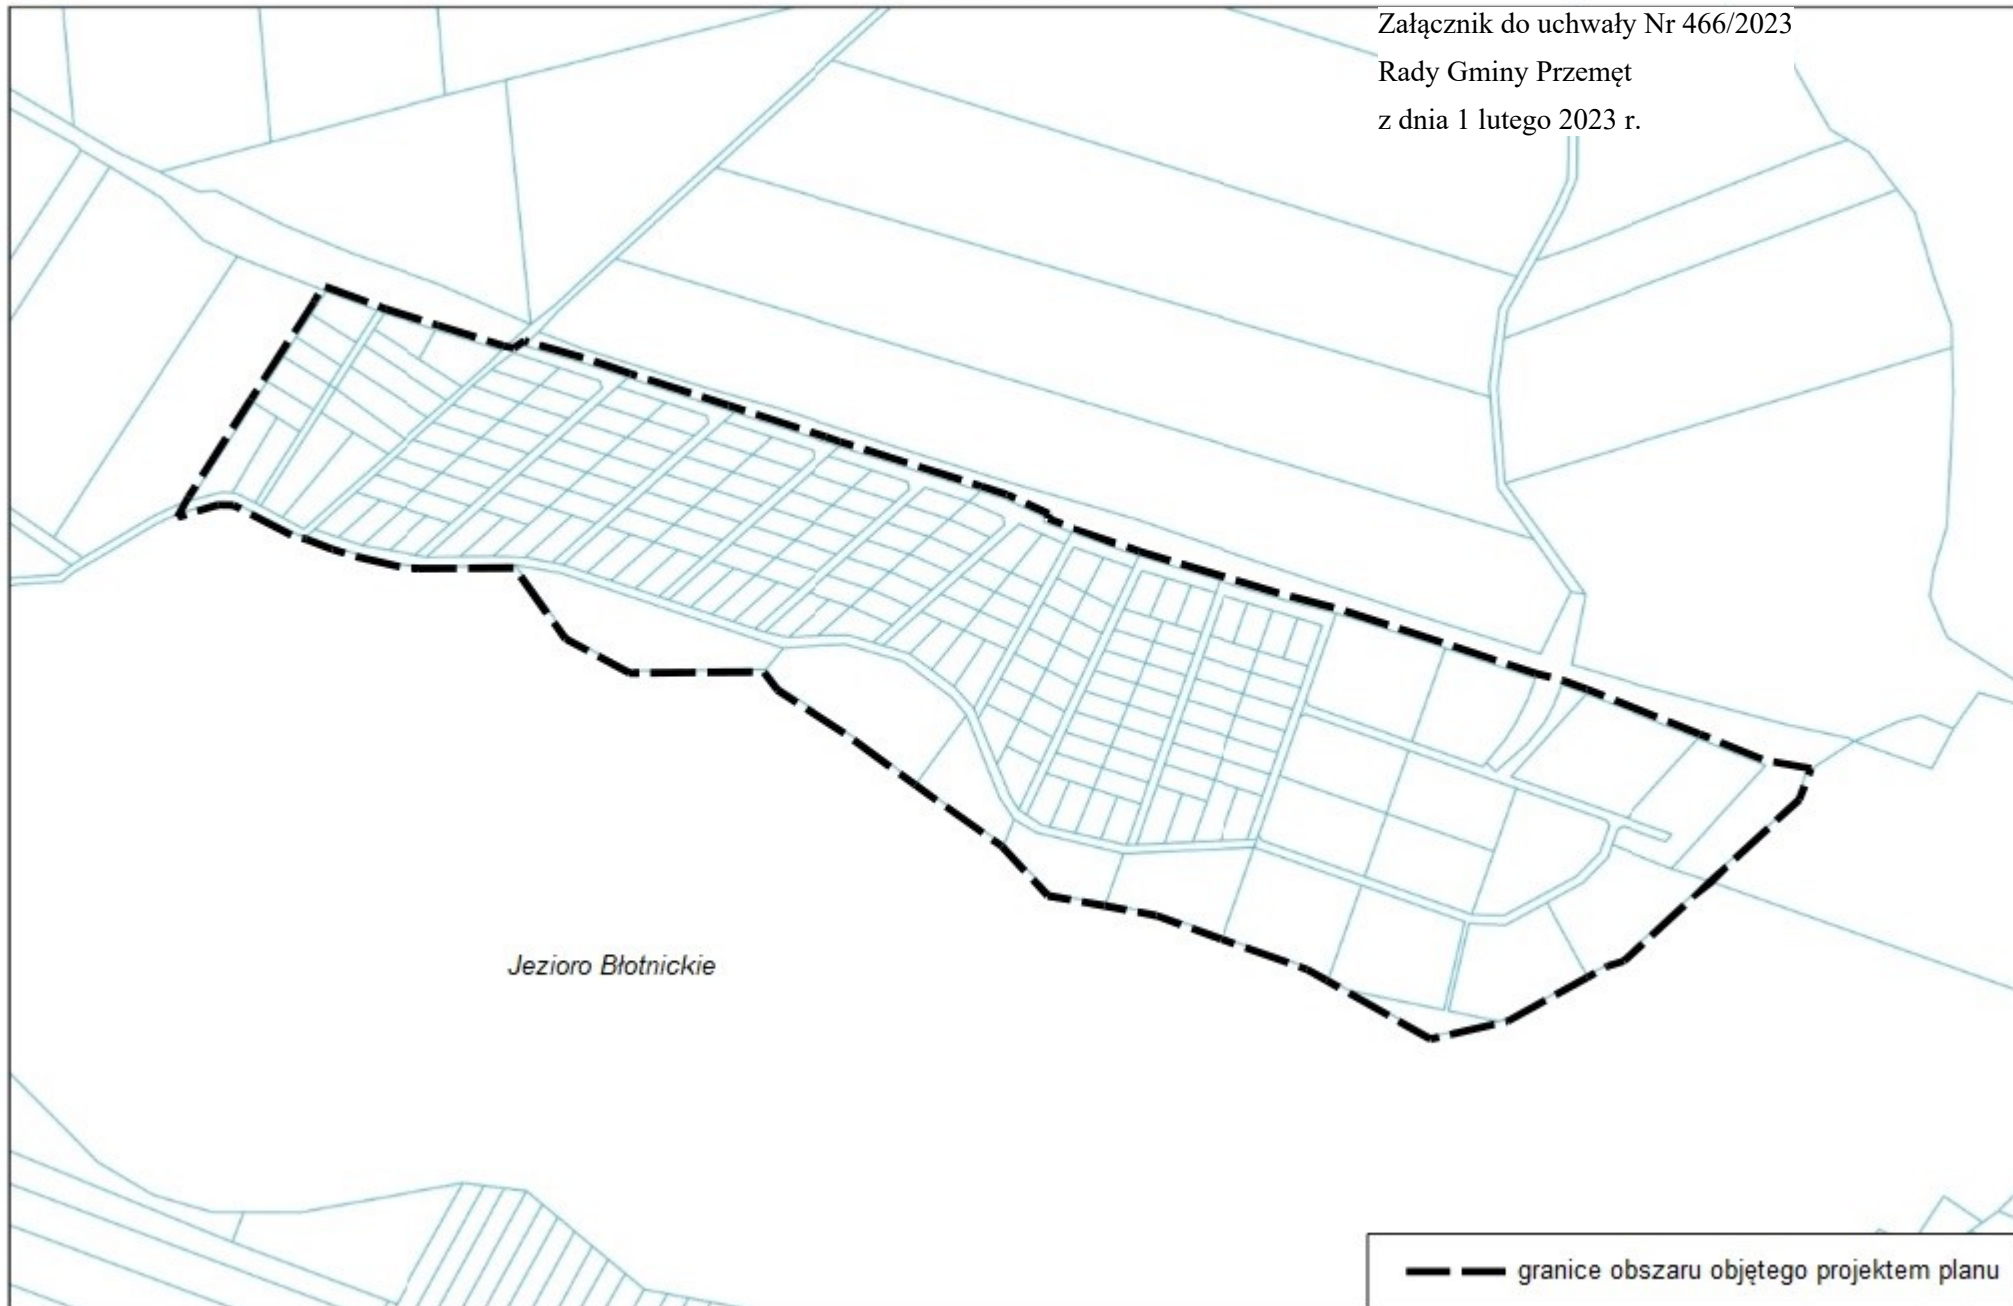 Załącznik do uchwały Nr 466/2023
Rady Gminy Przemęt
z dnia 1 lutego 2023 r.
Jezioro Błotnickie
granice obszaru objętego projektem planu